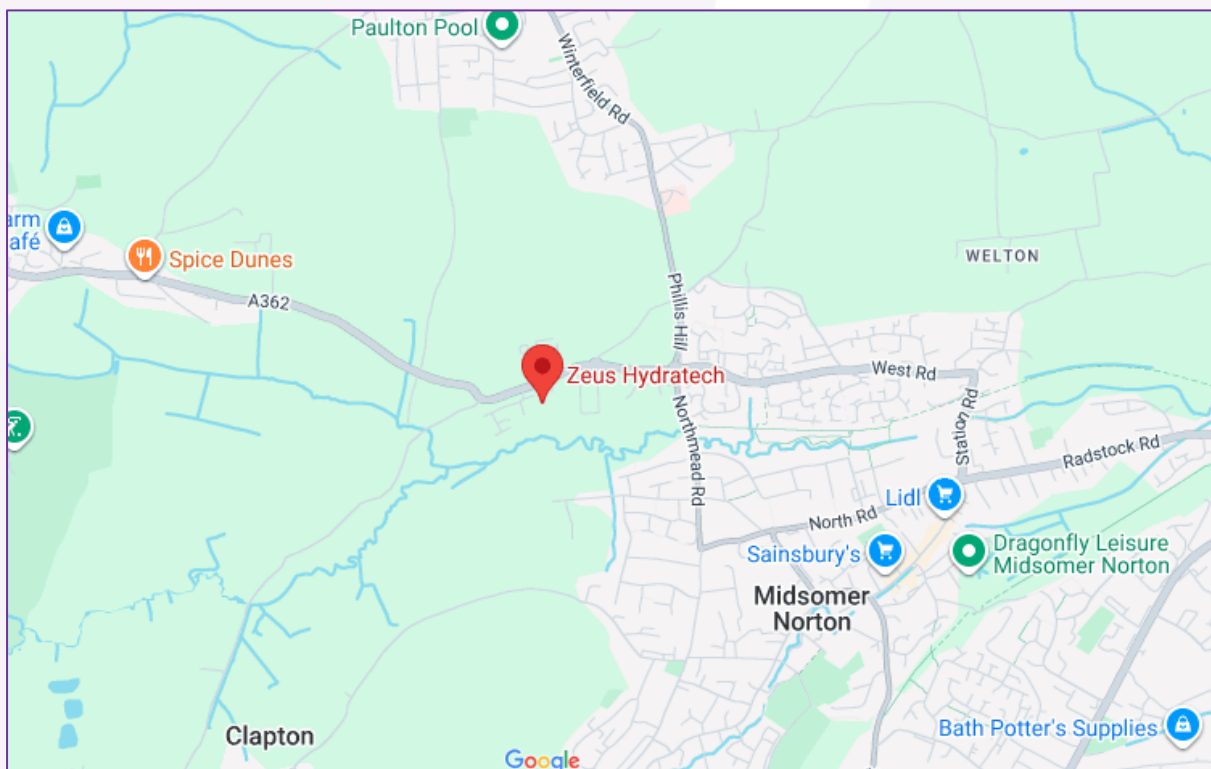 Paulton Pool
Winterfield Rd
arm
afé
Spice Dunes
WELTON
A362
Phillis Hill
Zeus Hydratech
West Rd
Northmead Rd
Station Rd
Radstock Rd
Lidl
North Rd
Sainsbury's
Dragonfly Leisure
Midsomer Norton
Midsomer
Norton
Clapton
Bath Potter's Supplies
Google